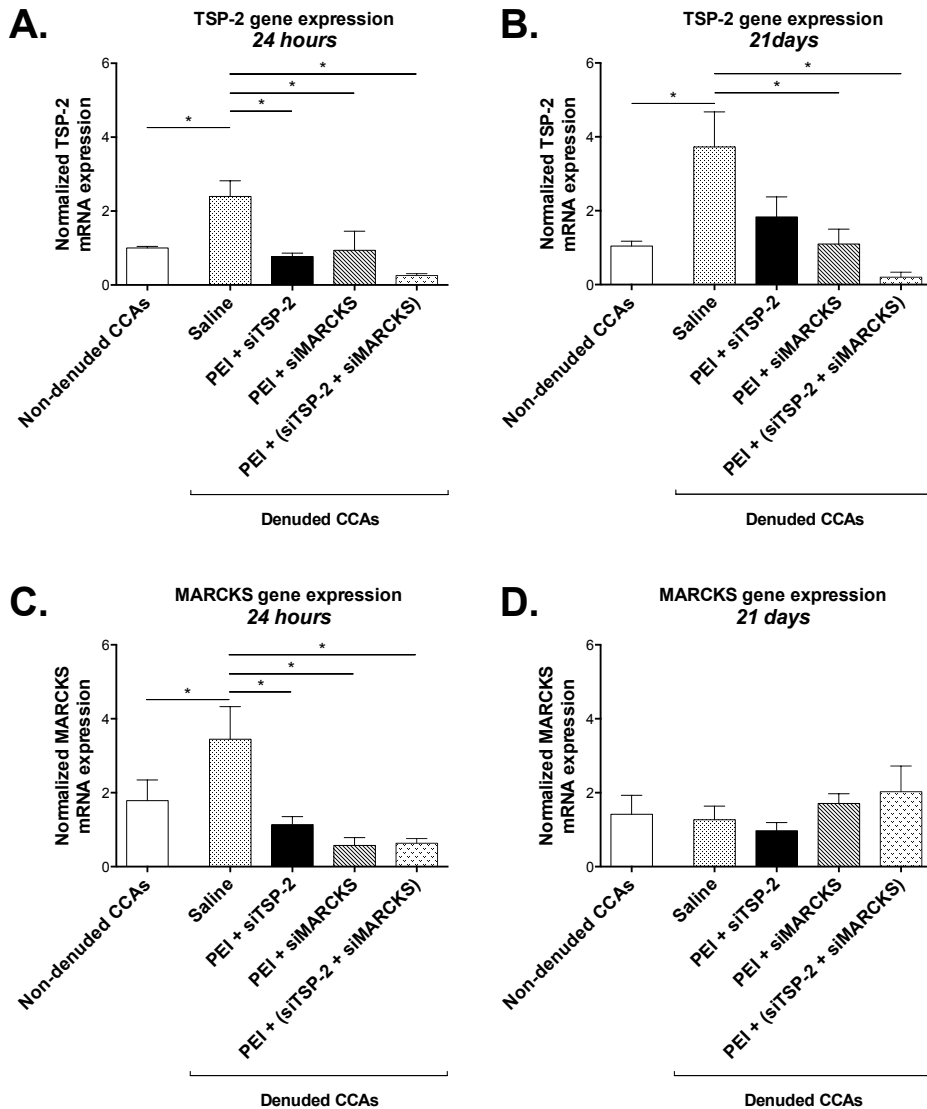 A.
TSP-2 gene expression
24 hours
Normalized TSP-2
mRNA expression
6
4
2
0
*
*
*
*
Non-denuded CCAs
Saline
PEI + siTSP-2
PEI + siMARCKS
PEI + (siTSP-2 + siMARCKS)
Denuded CCAs
B.
TSP-2 gene expression
21days
Normalized TSP-2
mRNA expression
6
4
2
0
*
*
*
Non-denuded CCAs
Saline
PEI + siTSP-2
PEI + siMARCKS
PEI + (siTSP-2 + siMARCKS)
Denuded CCAs
C.
MARCKS gene expression
24 hours
Normalized MARCKS
mRNA expression
6
4
2
0
*
*
*
*
Non-denuded CCAs
Saline
PEI + siTSP-2
PEI + siMARCKS
PEI + (siTSP-2 + siMARCKS)
Denuded CCAs
D.
MARCKS gene expression
21 days
Normalized MARCKS
mRNA expression
6
4
2
0
Non-denuded CCAs
Saline
PEI + siTSP-2
PEI + siMARCKS
PEI + (siTSP-2 + siMARCKS)
Denuded CCAs